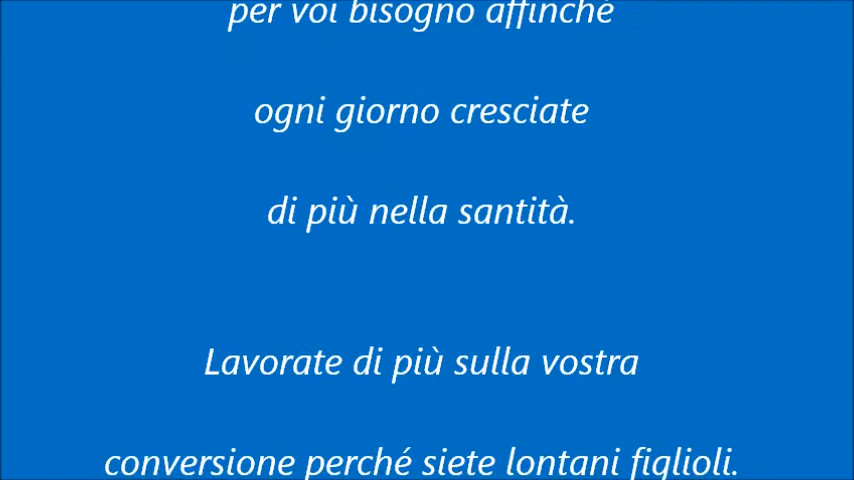 per voi bisogno affinché
ogni giorno cresciate
di più nella santità.
Lavorate di più sulla vostra
conversione perché siete lontani figlioli.